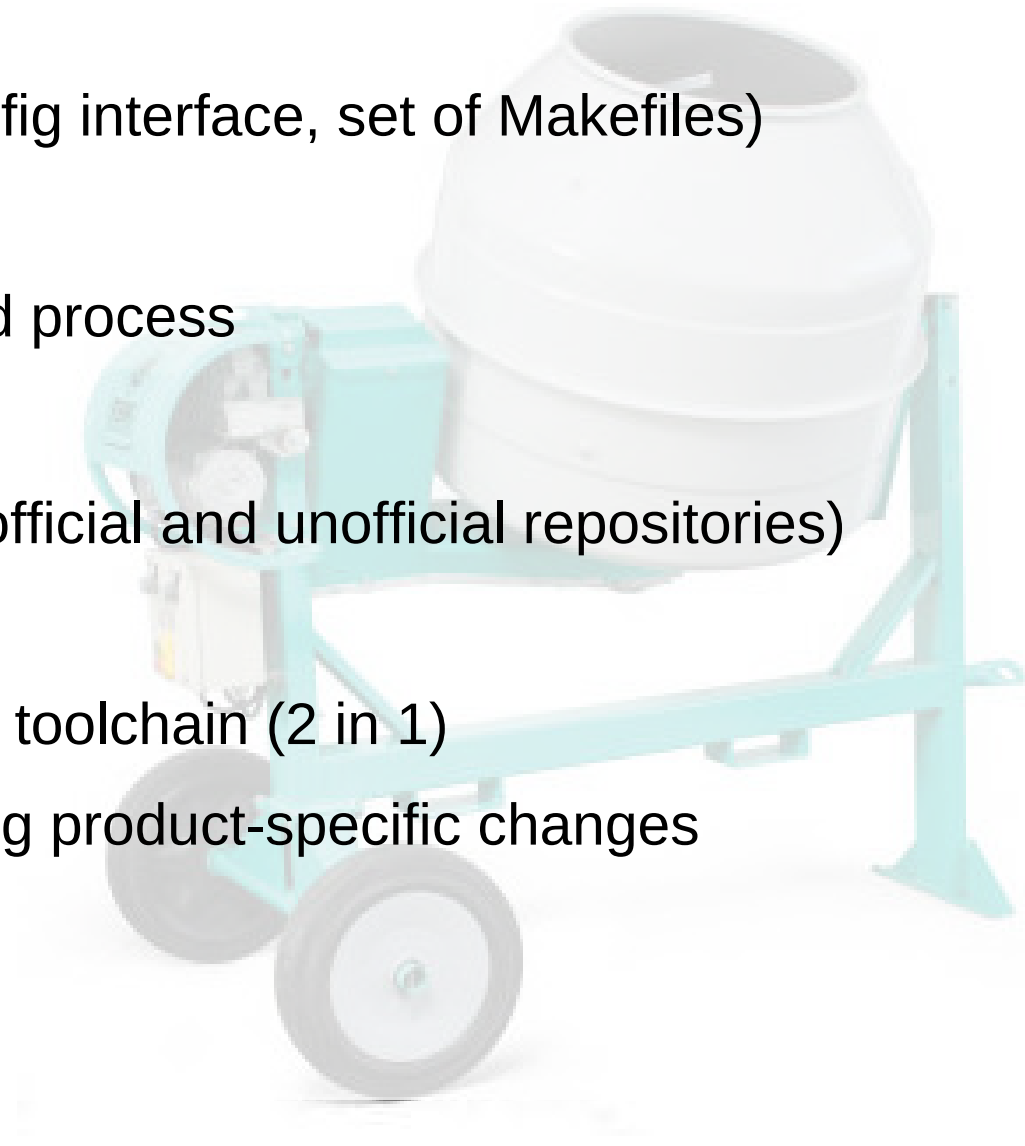 fig interface, set of Makefiles)
d process
official and unofficial repositories)
toolchain (2 in 1)
g product-specific changes